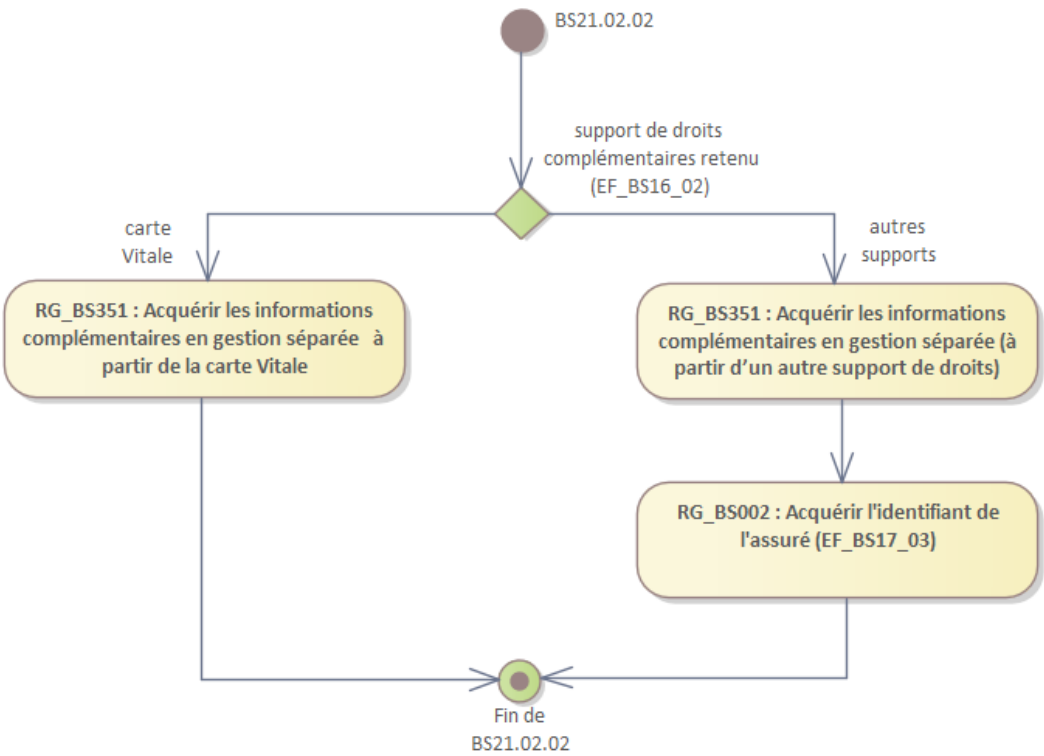 BS21.02.02
support de droits
complémentaires retenu
(EF_BS16_02)
carte
Vitale
autres
supports
RG_BS351 : Acquérir les informations
complémentaires en gestion séparée à
partir de la carte Vitale
RG_BS351 : Acquérir les informations
complémentaires en gestion séparée (à
partir d’un autre support de droits)
RG_BS002 : Acquérir l'identifiant de
l'assuré (EF_BS17_03)
Fin de
BS21.02.02